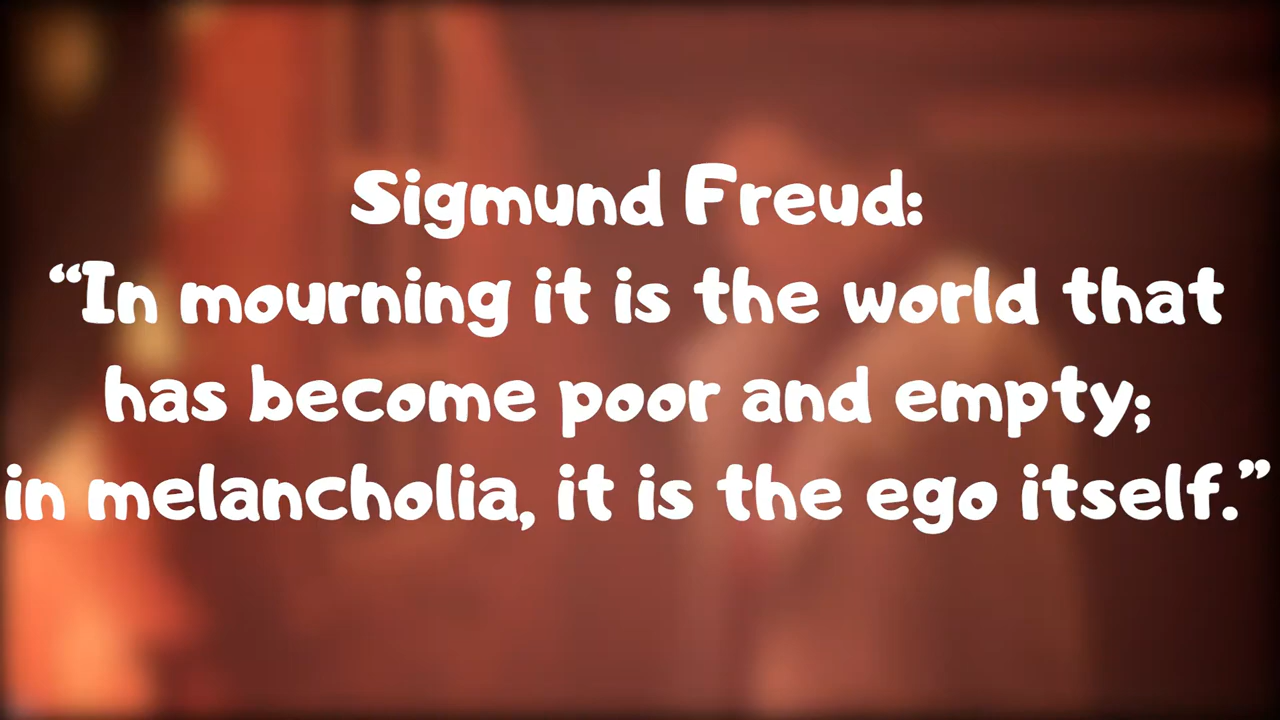 Sigmund Freud:
“In mourning it is the world that
has become poor and empty;
in melancholia, it is the ego itself.”